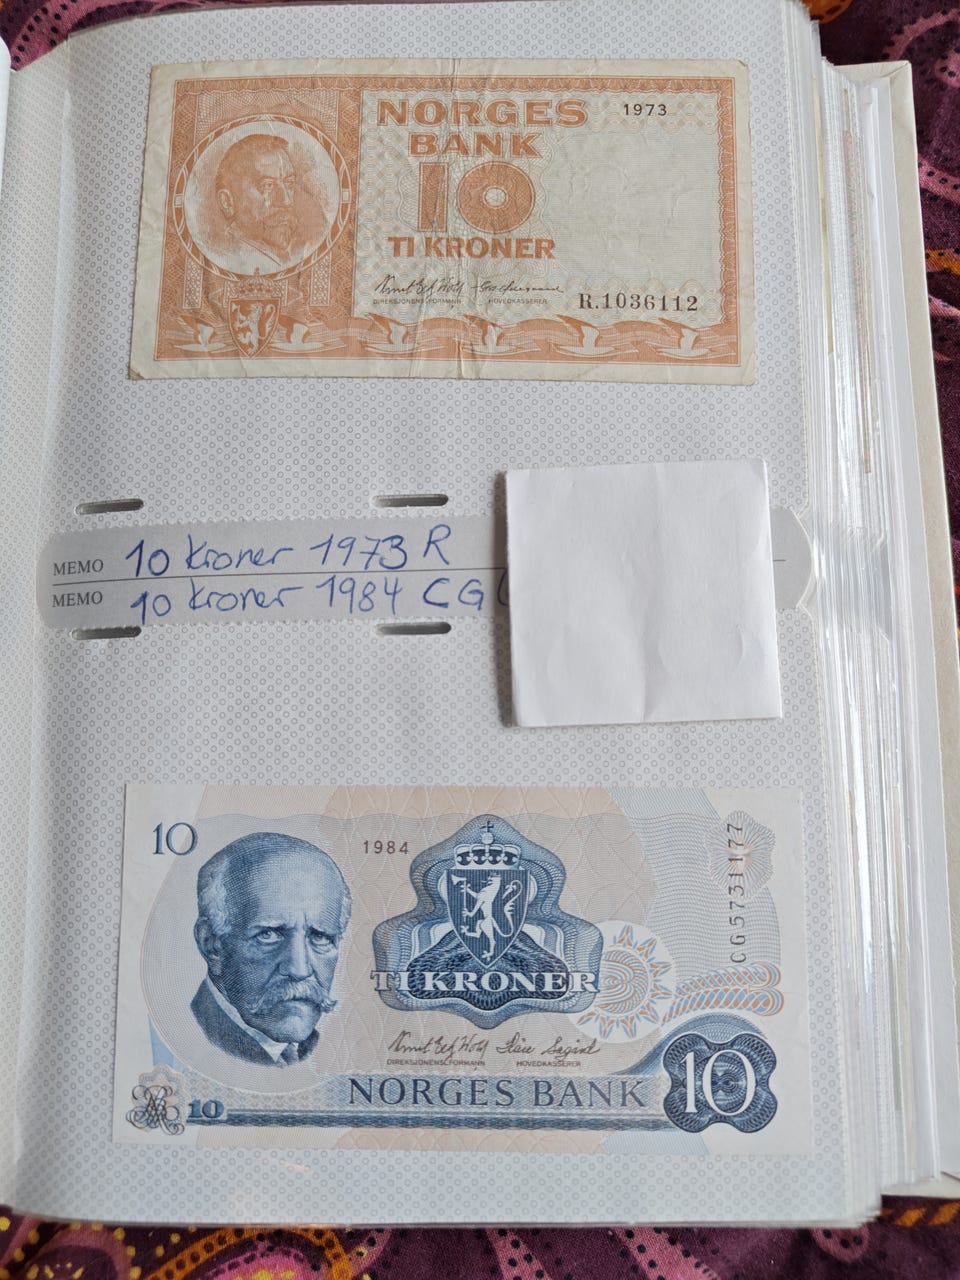 NORGES
BANK
1973
10
TI KRONER
DIREKSJONENS FORMANN HOVEDKASSERER
R.1036112
MEMO 10 kroner 1973 R
MEMO 10 kroner 1984 CG
10
1984
CG5731177
TI KRONER
DIREKSJONENS FORMANN HOVEDKASSERER
NORGES BANK
10
10